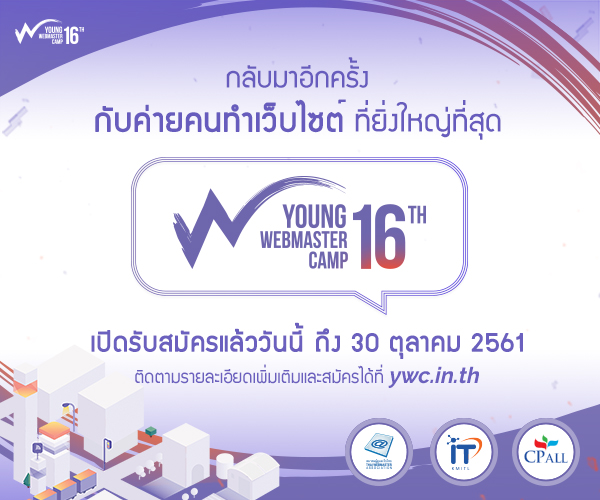 YOUNG
WEBMASTER
CAMP
16TH
กลับมาอีกครั้ง
กับค่ายคนทำเว็บไซต์ ที่ยิ่งใหญ่ที่สุด
YOUNG
WEBMASTER
CAMP
16TH
เปิดรับสมัครแล้ววันนี้ ถึง 30 ตุลาคม 2561
ติดตามรายละเอียดเพิ่มเติมและสมัครได้ที่ ywc.in.th
THAI WEBMASTER
ASSOCIATION
iT
KMITL
CPALL